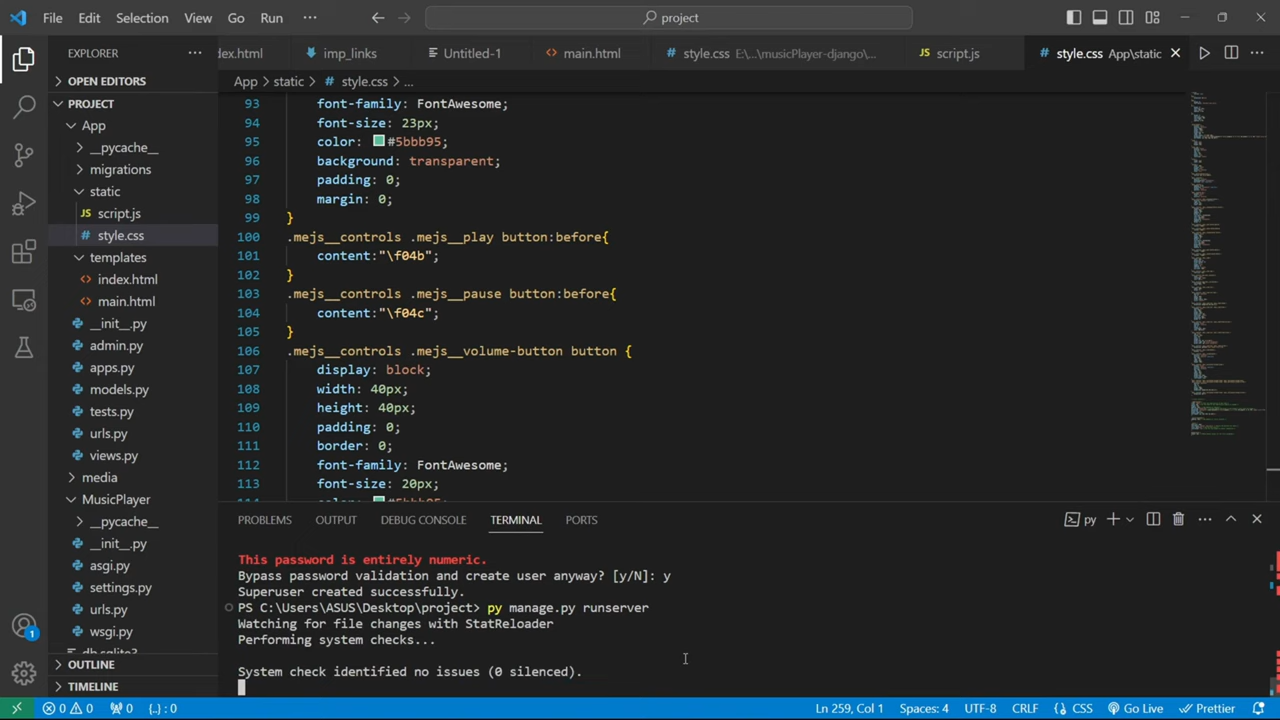 File Edit Selection View Go Run ··· project
EXPLORER ···
OPEN EDITORS
PROJECT
App
__pycache__
migrations
static
script.js
style.css
templates
index.html
main.html
__init__.py
admin.py
apps.py
models.py
tests.py
urls.py
views.py
media
MusicPlayer
__pycache__
__init__.py
asgi.py
settings.py
urls.py
wsgi.py
db.sqlite3
OUTLINE
TIMELINE
dex.html imp_links Untitled-1 main.html style.css E:\...\musicPlayer-django\... script.js style.css App\static
App > static > style.css > ...
93 font-family: FontAwesome;
94 font-size: 23px;
95 color: #5bbb95;
96 background: transparent;
97 padding: 0;
98 margin: 0;
99 }
100 .mejs__controls .mejs__play button:before{
101 content:"\f04b";
102 }
103 .mejs__controls .mejs__pause button:before{
104 content:"\f04c";
105 }
106 .mejs__controls .mejs__volume-button button {
107 display: block;
108 width: 40px;
109 height: 40px;
110 padding: 0;
111 border: 0;
112 font-family: FontAwesome;
113 font-size: 20px;
114 color: #5bbb95;
PROBLEMS OUTPUT DEBUG CONSOLE TERMINAL PORTS py
This password is entirely numeric.
Bypass password validation and create user anyway? [y/N]: y
Superuser created successfully.
PS C:\Users\ASUS\Desktop\project> py manage.py runserver
Watching for file changes with StatReloader
Performing system checks...
System check identified no issues (0 silenced).
1
0 0 0 {..} : 0 Ln 259, Col 1 Spaces: 4 UTF-8 CRLF CSS Go Live Prettier